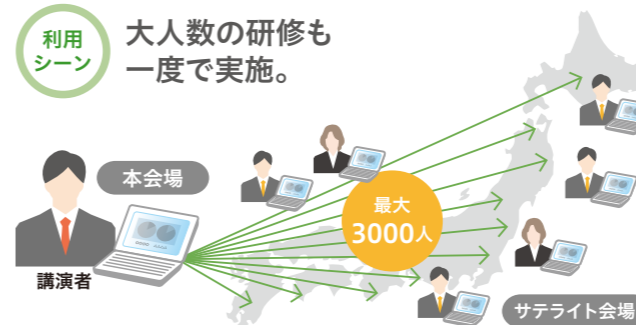 利用
シーン
大人数の研修も
一度で実施。
本会場
講演者
最大
3000人
サテライト会場